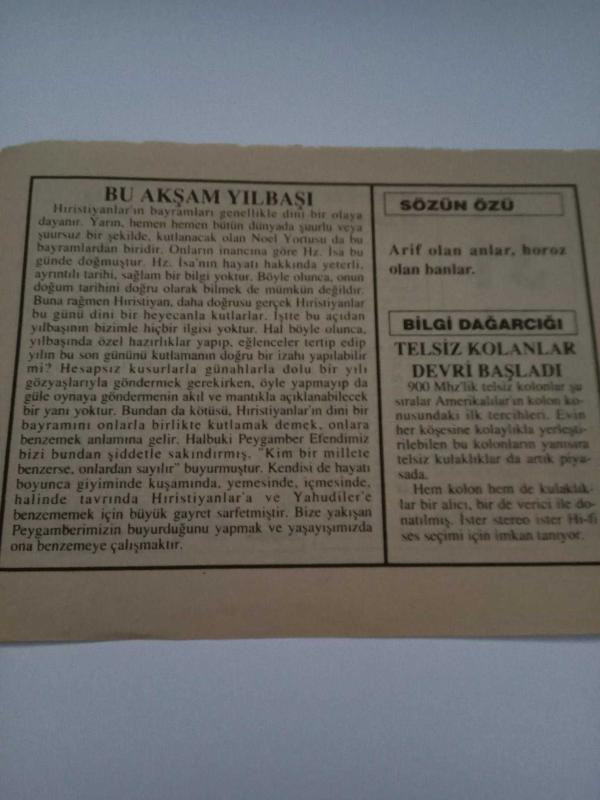 BU AKŞAM YILBAŞI
Hıristiyanlar'ın bayramları genellikle dini bir olaya
dayanır. Yarın, hemen hemen bütün dünyada şuurlu veya
şuursuz bir şekilde, kutlanacak olan Noel Yortusu da bu
bayramlardan biridir. Onların inancına göre Hz. İsa bu
günde doğmuştur. Hz. İsa'nın hayatı hakkında yeterli,
ayrıntılı tarihi, sağlam bir bilgi yoktur. Böyle olunca, onun
doğum tarihini doğru olarak bilmek de mümkün değildir.
Buna rağmen Hıristiyan, daha doğrusu gerçek Hıristiyanlar
bu günü dini bir heyecanla kutlarlar. İşte bu açıdan
yılbaşının bizimle hiçbir ilgisi yoktur. Hal böyle olunca,
yılbaşında özel hazırlıklar yapıp, eğlenceler tertip edip
yılın bu son gününü kutlamanın doğru bir izahı yapılabilir
mi? Hesapsız kusurlarla günahlarla dolu bir yılı
gözyaşlarıyla göndermek gerekirken, öyle yapmayıp da
güle oynaya göndermenin akıl ve mantıkla açıklanabilecek
bir yanı yoktur. Bundan da kötüsü, Hıristiyanlar'ın dini bir
bayramını onlarla birlikte kutlamak demek, onlara
benzemek anlamına gelir. Halbuki Peygamber Efendimiz
bizi bundan şiddetle sakındırmış. "Kim bir millete
benzerse, onlardan sayılır" buyurmuştur. Kendisi de hayatı
boyunca giyiminde kuşamında, yemesinde, içmesinde,
halinde tavrında Hıristiyanlar'a ve Yahudiler'e
benzememek için büyük gayret sarfetmiştir. Bize yakışan
Peygamberimizin buyurduğunu yapmak ve yaşayışımızda
ona benzemeye çalışmaktır.
SÖZÜN ÖZÜ
Arif olan anlar, horoz
olan banlar.
BİLGİ DAĞARCIĞI
TELSİZ KOLANLAR
DEVRİ BAŞLADI
900 Mhz'lik telsiz kolonlar şu
sıralar Amerikalılar'ın kolon ko-
nusundaki ilk tercihleri. Evin
her köşesine kolaylıkla yerleşti-
rilebilen bu kolonların yanısıra
telsiz kulaklıklar da artık piya-
sada.
Hem kolon hem de kulaklık-
lar bir alıcı, bir de verici ile do-
natılmış. İster stereo ister Hi-fi
ses seçimi için imkan tanıyor.